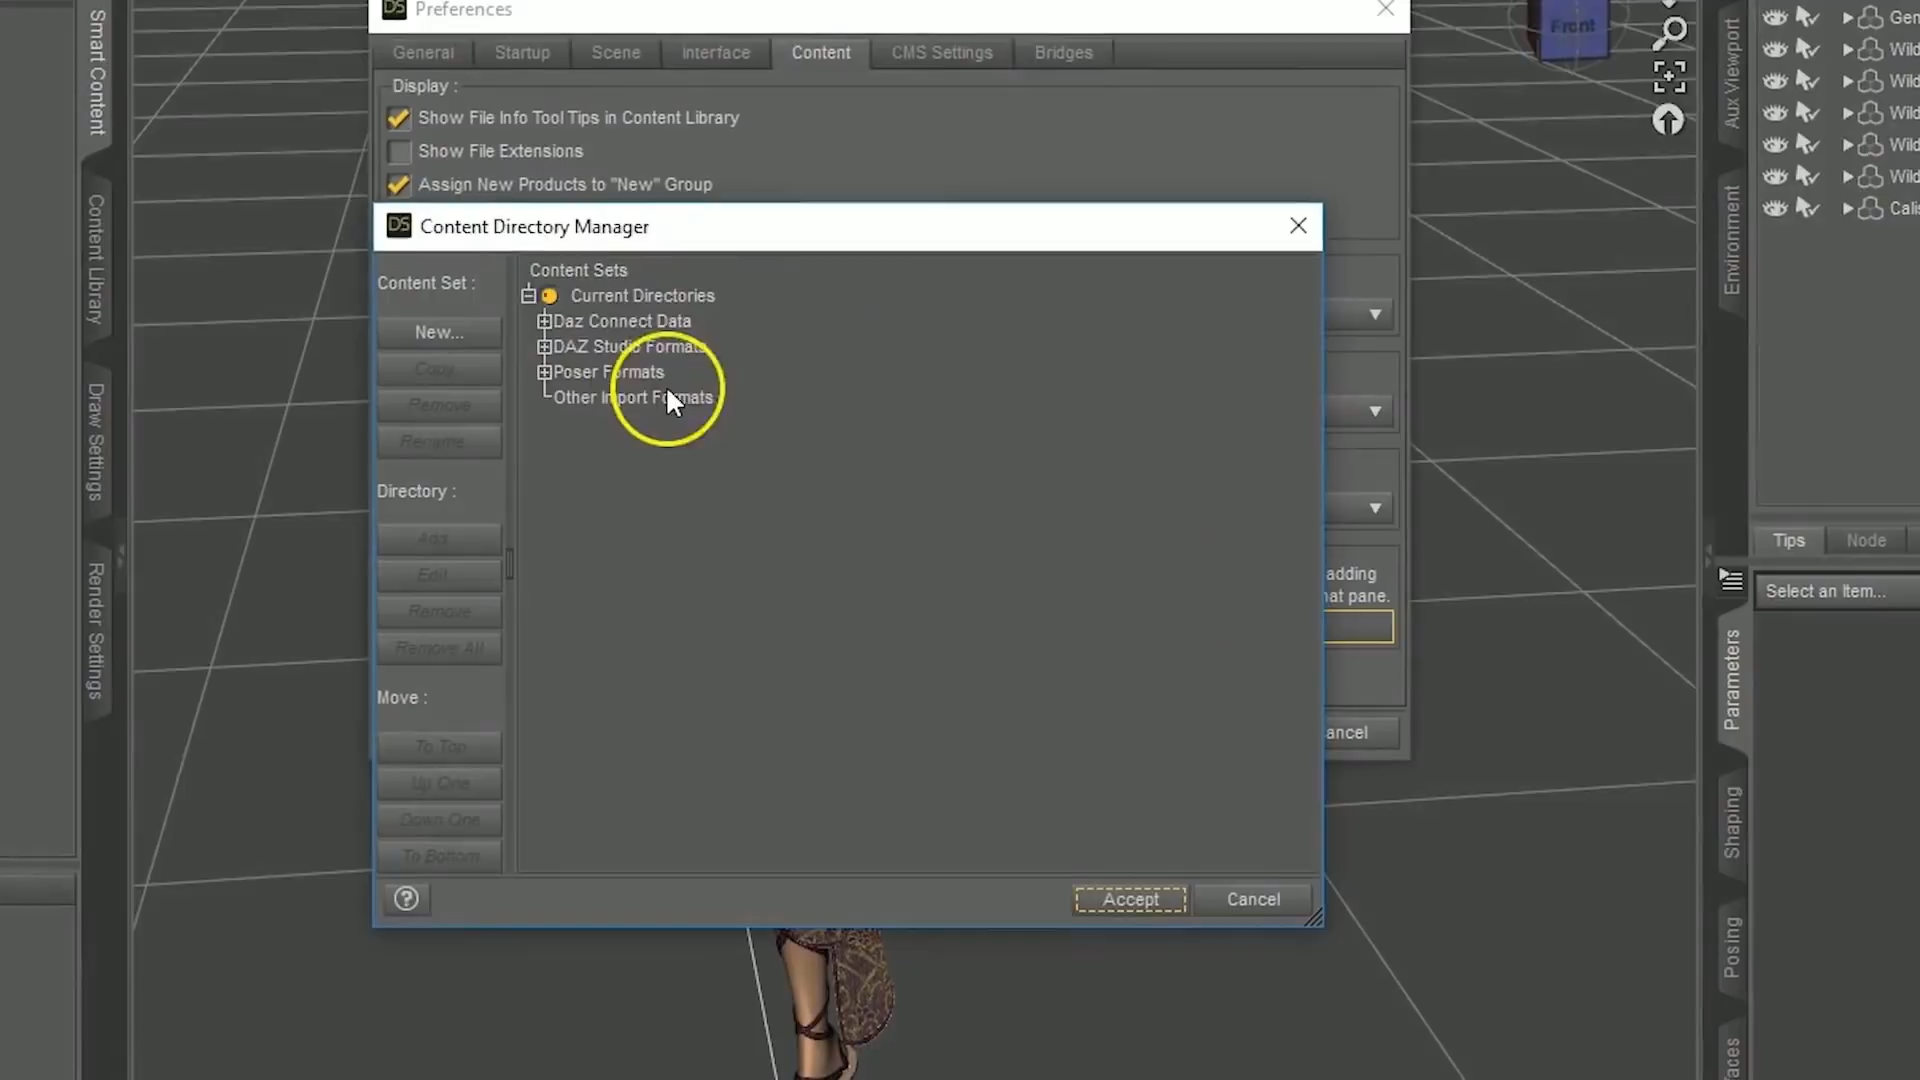 DS Preferences
General Startup Scene Interface Content CMS Settings Bridges
Display :
Show File Info Tool Tips in Content Library
Show File Extensions
Assign New Products to "New" Group
DS Content Directory Manager
Content Set :
New...
Copy
Remove
Rename
Directory :
Add
Edit
Remove
Remove All
Move :
To Top
Up One
Down One
To Bottom
Content Sets
Current Directories
Daz Connect Data
DAZ Studio Formats
Poser Formats
Other Import Formats
Accept Cancel
adding
hat pane.
ancel
Smart Content
Content Library
Draw Settings
Render Settings
Front
Aux Viewport
Environment
Gen
Wild
Wild
Wild
Wild
Wild
Calis
Tips Node
Select an Item...
Parameters
Shaping
Posing
aces